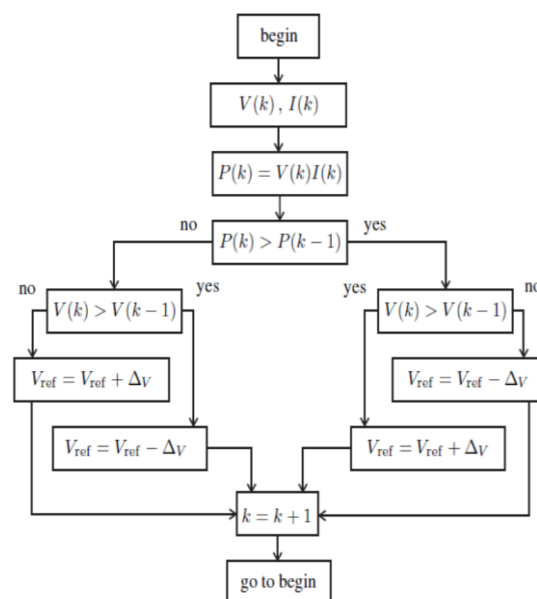 begin
V(k), I(k)
P(k) = V(k)I(k)
no
yes
P(k) > P(k−1)
no
yes
yes
no
V(k) > V(k−1)
V(k) > V(k−1)
V_ref = V_ref + Δ_V
V_ref = V_ref − Δ_V
V_ref = V_ref − Δ_V
V_ref = V_ref + Δ_V
k = k+1
go to begin